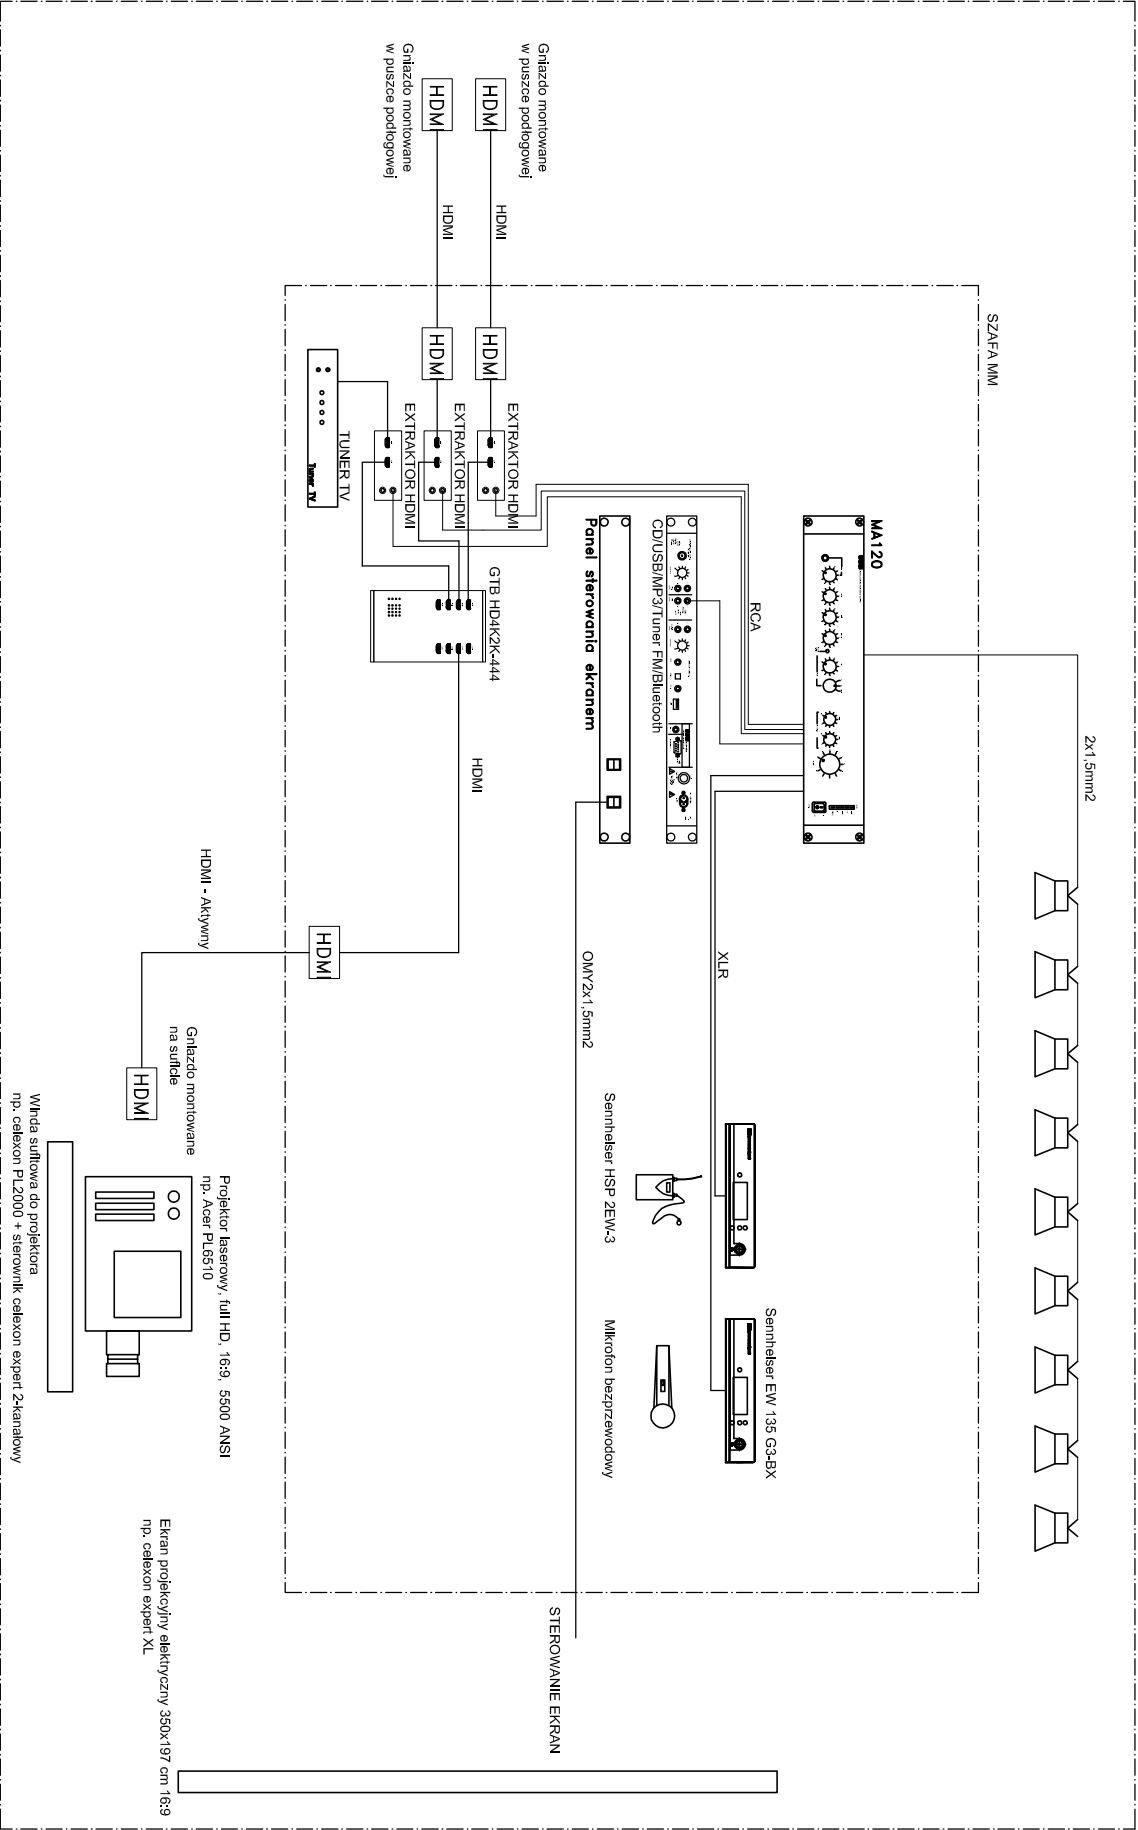 2x1,5mm2
SZAFA MM
MA120
RCA
CD/USB/MP3/Tuner FM/Bluetooth
Panel sterowania ekranem
XLR
OMY2x1,5mm2
Sennheiser EW 135 G3-BX
Sennheiser HSP 2EW-3
Mikrofon bezprzewodowy
STEROWANIE EKRAN
Gniazdo montowane
w puszce podłogowej
HDMI
HDMI
HDMI
EXTRAKTOR HDMI
Gniazdo montowane
w puszce podłogowej
HDMI
HDMI
HDMI
EXTRAKTOR HDMI
EXTRAKTOR HDMI
TUNER TV
Tuner TV
GTB HD4K2K-444
HDMI
HDMI
HDMI - Aktywny
Gniazdo montowane
na suficie
HDMI
Projektor laserowy, full HD, 16:9, 5500 ANSI
np. Acer PL6510
Winda sufitowa do projektora
np. celexon PL2000 + sterownik celexon expert 2-kanałowy
Ekran projekcyjny elektryczny 350x197 cm 16:9
np. celexon expert XL